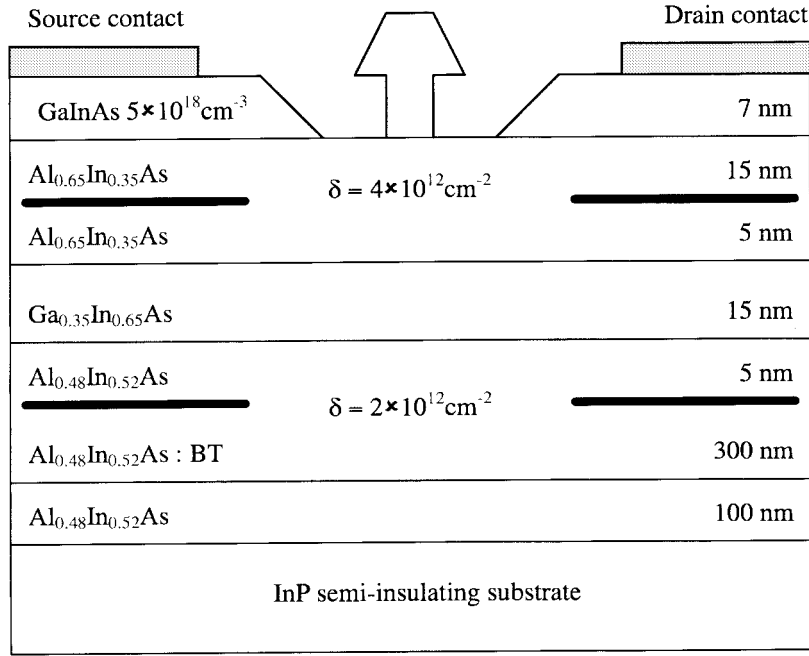 Source contact
Drain contact
GaInAs 5×10¹⁸cm⁻³ 7 nm
Al₀.₆₅In₀.₃₅As 15 nm
δ = 4×10¹²cm⁻²
Al₀.₆₅In₀.₃₅As 5 nm
Ga₀.₃₅In₀.₆₅As 15 nm
Al₀.₄₈In₀.₅₂As 5 nm
δ = 2×10¹²cm⁻²
Al₀.₄₈In₀.₅₂As : BT 300 nm
Al₀.₄₈In₀.₅₂As 100 nm
InP semi-insulating substrate